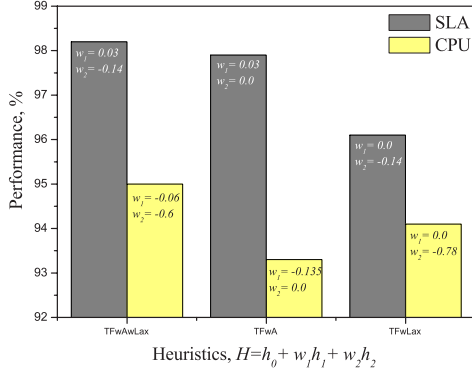 SLA
CPU
Performance, %
99
98
97
96
95
94
93
92
w1= 0.03
w2= -0.14
w1= -0.06
w2= -0.6
w1= 0.03
w2= 0.0
w1= -0.135
w2= 0.0
w1= 0.0
w2= -0.14
w1= 0.0
w2= -0.78
TFwAwLax
TFwA
TFwLax
Heuristics, H=h0+ w1h1+ w2h2